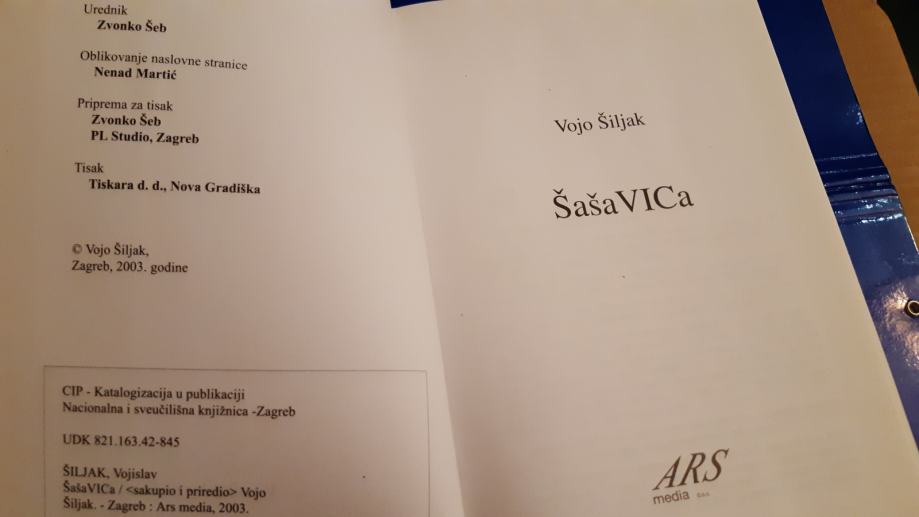 Urednik
Zvonko Šeb
Oblikovanje naslovne stranice
Nenad Martić
Priprema za tisak
Zvonko Šeb
PL Studio, Zagreb
Tisak
Tiskara d. d., Nova Gradiška
© Vojo Šiljak,
Zagreb, 2003. godine
CIP - Katalogizacija u publikaciji
Nacionalna i sveučilišna knjižnica -Zagreb
UDK 821.163.42-845
ŠILJAK, Vojislav
ŠašaVICa / <sakupio i priredio> Vojo
Šiljak. - Zagreb : Ars media, 2003.
Vojo Šiljak
ŠašaVICa
ARS
media